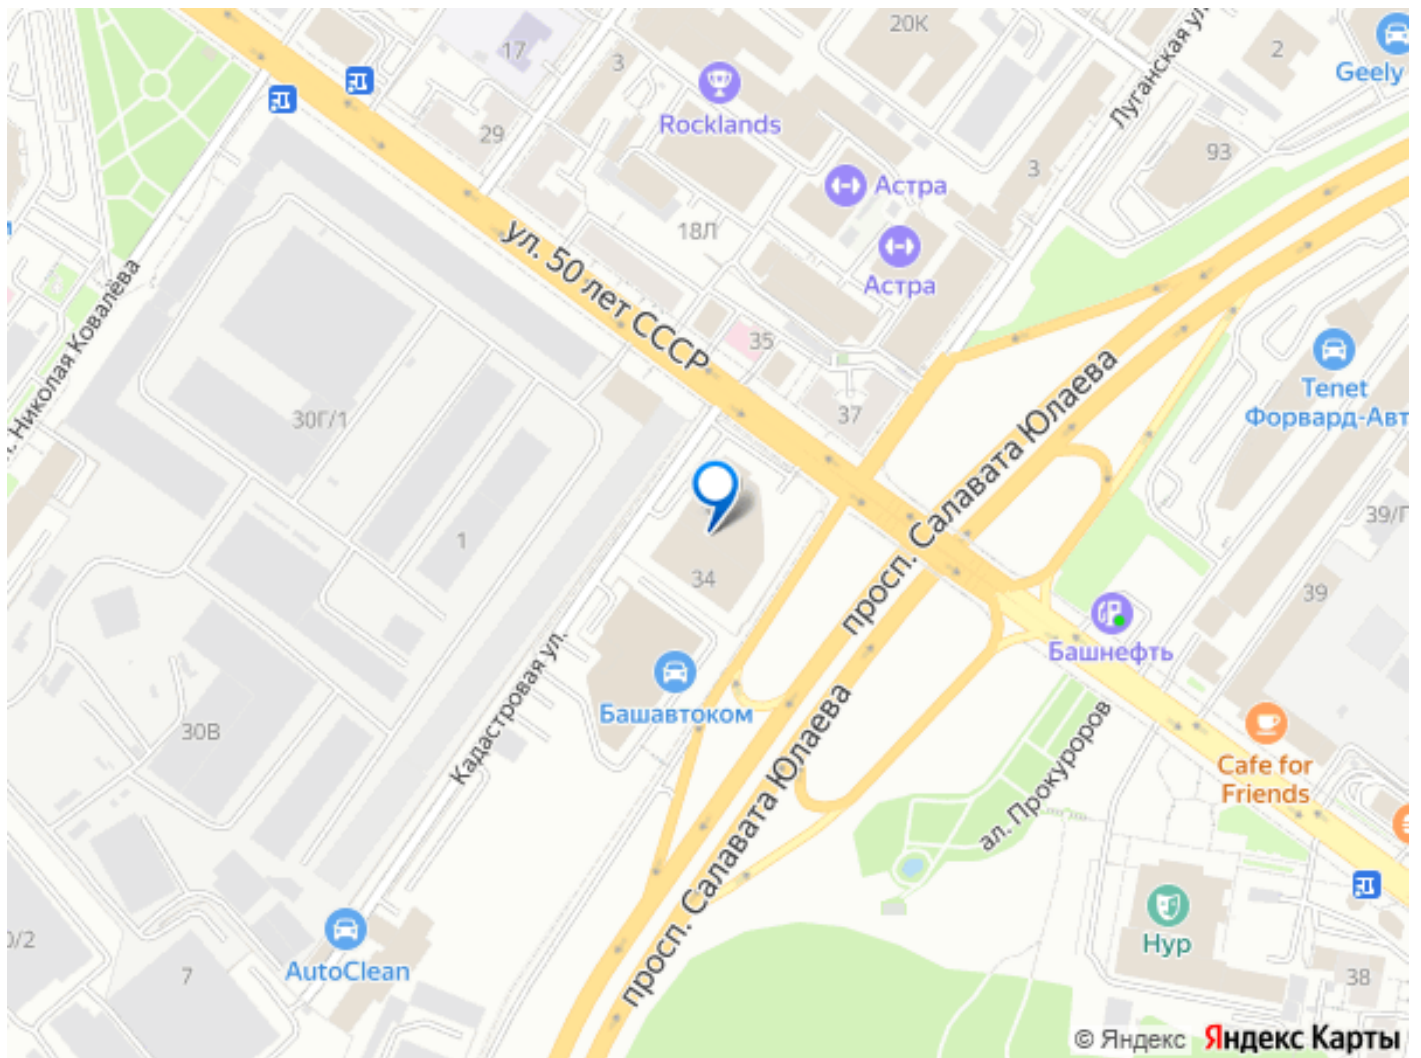 20К
17
3
2
Geely
Rocklands
29
Луганская ул.
93
3
Астра
18Л
ул. 50 лет СССР
Астра
Николая Ковалёва
35
Tenet
Форвард-Авт
37
30Г/1
просп. Салавата Юлаева
39/Г
1
34
39
Башнефть
Кадастровая ул.
Башавтоком
30В
просп. Салавата Юлаева
ал. Прокуроров
Cafe for
Friends
Нур
0/2
7
AutoClean
38
© Яндекс Яндекс Карты